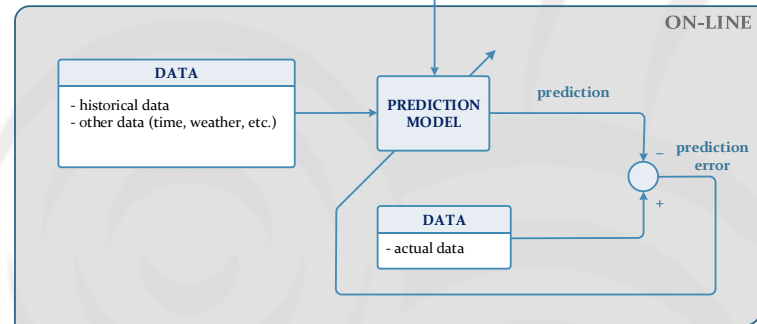 ON-LINE
DATA
- historical data
- other data (time, weather, etc.)
PREDICTION
MODEL
prediction
−
prediction
error
+
DATA
- actual data